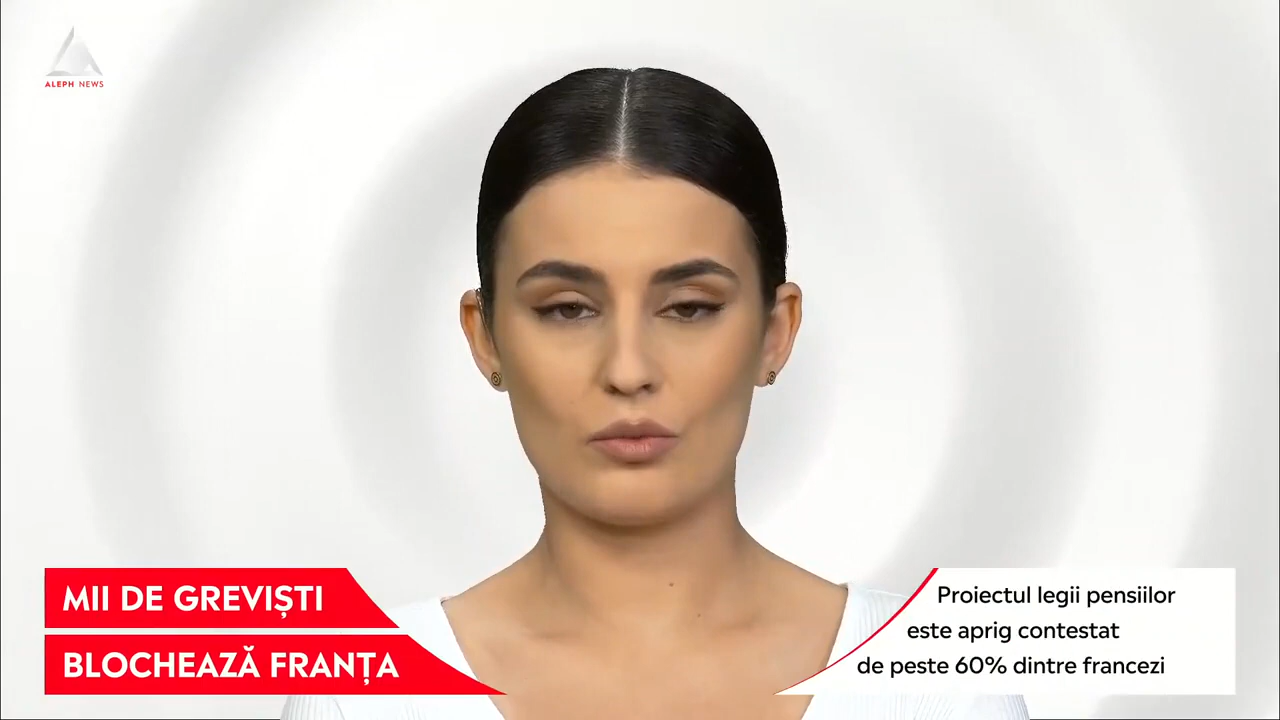 ALEPH NEWS
MII DE GREVIȘTI
BLOCHEAZĂ FRANȚA
Proiectul legii pensiilor
este aprig contestat
de peste 60% dintre francezi